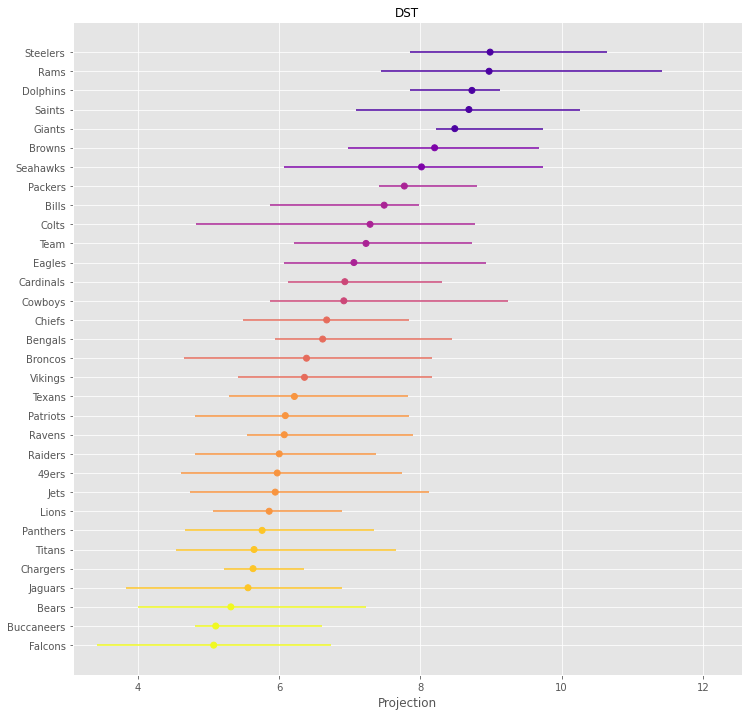 DST
Steelers
Rams
Dolphins
Saints
Giants
Browns
Seahawks
Packers
Bills
Colts
Team
Eagles
Cardinals
Cowboys
Chiefs
Bengals
Broncos
Vikings
Texans
Patriots
Ravens
Raiders
49ers
Jets
Lions
Panthers
Titans
Chargers
Jaguars
Bears
Buccaneers
Falcons
4 6 8 10 12
Projection